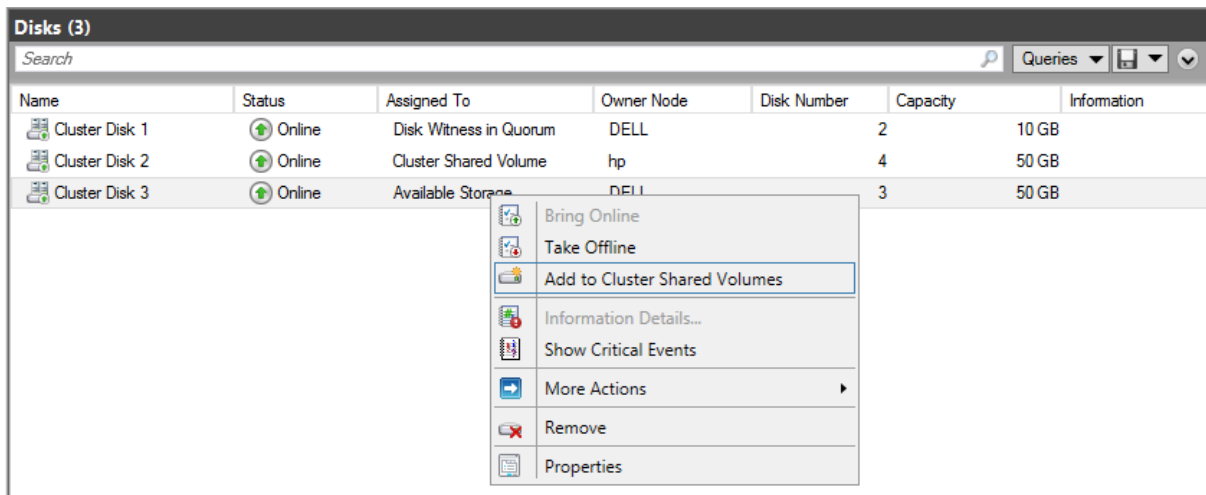 Disks (3)
Search Queries
Name Status Assigned To Owner Node Disk Number Capacity Information
Cluster Disk 1 Online Disk Witness in Quorum DELL 2 10 GB
Cluster Disk 2 Online Cluster Shared Volume hp 4 50 GB
Cluster Disk 3 Online Available Storage DELL 3 50 GB
Bring Online
Take Offline
Add to Cluster Shared Volumes
Information Details...
Show Critical Events
More Actions
Remove
Properties